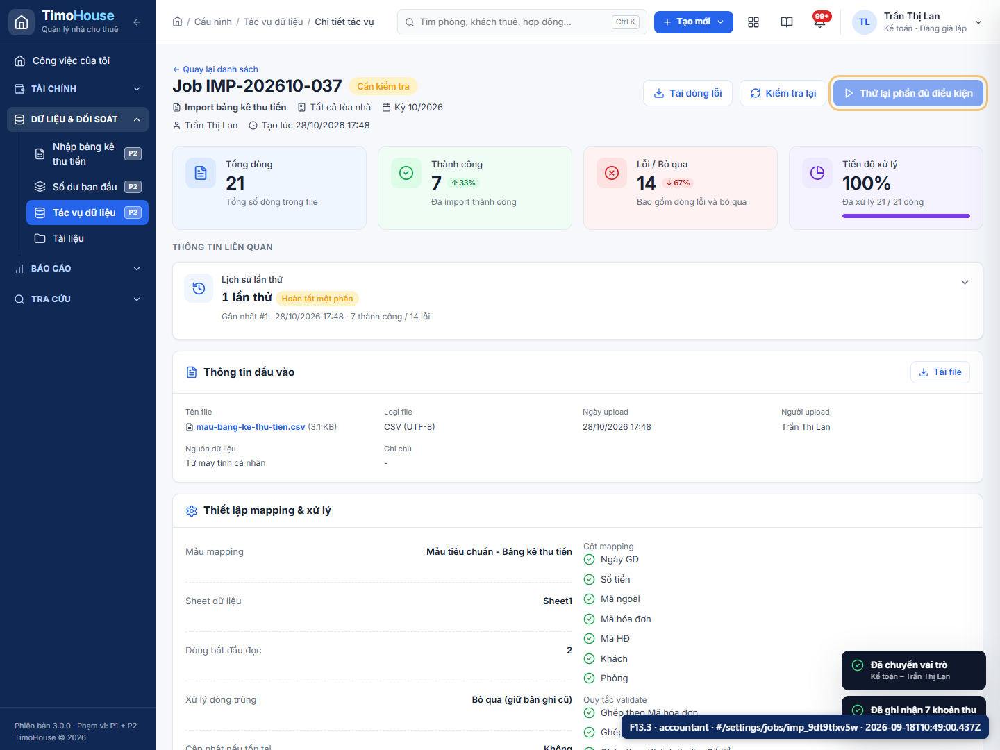 TimoHouse
Quản lý nhà cho thuê
Công việc của tôi
TÀI CHÍNH
DỮ LIỆU & ĐỐI SOÁT
Nhập bảng kê
thu tiền
P2
Số dư ban đầu P2
Tác vụ dữ liệu P2
Tài liệu
BÁO CÁO
TRA CỨU
Phiên bản 3.0.0 · Phạm vi: P1 + P2
TimoHouse © 2026
/ Cấu hình / Tác vụ dữ liệu / Chi tiết tác vụ
Tìm phòng, khách thuê, hợp đồng... Ctrl K
Tạo mới
99+
TL
Trần Thị Lan
Kế toán · Đang giả lập
← Quay lại danh sách
Job IMP-202610-037 Cần kiểm tra
Import bảng kê thu tiền Tất cả tòa nhà Kỳ 10/2026
Trần Thị Lan Tạo lúc 28/10/2026 17:48
Tải dòng lỗi
Kiểm tra lại
Thử lại phần đủ điều kiện
Tổng dòng
21
Tổng số dòng trong file
Thành công
7 ↑33%
Đã import thành công
Lỗi / Bỏ qua
14 ↓67%
Bao gồm dòng lỗi và bỏ qua
Tiến độ xử lý
100%
Đã xử lý 21 / 21 dòng
THÔNG TIN LIÊN QUAN
Lịch sử lần thử
1 lần thử Hoàn tất một phần
Gần nhất #1 · 28/10/2026 17:48 · 7 thành công / 14 lỗi
Thông tin đầu vào
Tải file
Tên file
mau-bang-ke-thu-tien.csv (3.1 KB)
Loại file
CSV (UTF-8)
Ngày upload
28/10/2026 17:48
Người upload
Trần Thị Lan
Nguồn dữ liệu
Từ máy tính cá nhân
Ghi chú
-
Thiết lập mapping & xử lý
Mẫu mapping Mẫu tiêu chuẩn - Bảng kê thu tiền
Sheet dữ liệu Sheet1
Dòng bắt đầu đọc 2
Xử lý dòng trùng Bỏ qua (giữ bản ghi cũ)
Cập nhật nếu tồn tại Không
Cột mapping
Ngày GD
Số tiền
Mã ngoài
Mã hóa đơn
Mã HĐ
Khách
Phòng
Quy tắc validate
Ghép theo Mã hóa đơn
Ghép
Đã chuyển vai trò
Kế toán – Trần Thị Lan
Đã ghi nhận 7 khoản thu
F13.3 · accountant · #/settings/jobs/imp_9dt9tfxv5w · 2026-09-18T10:49:00.437Z